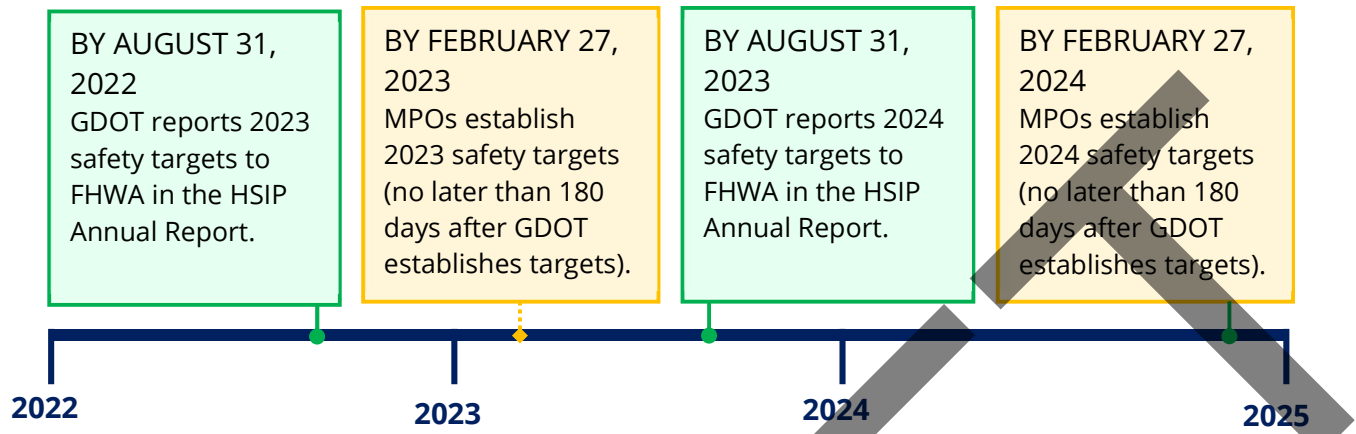 BY AUGUST 31,
2022
GDOT reports 2023
safety targets to
FHWA in the HSIP
Annual Report.
BY FEBRUARY 27,
2023
MPOs establish
2023 safety targets
(no later than 180
days after GDOT
establishes targets).
BY AUGUST 31,
2023
GDOT reports 2024
safety targets to
FHWA in the HSIP
Annual Report.
BY FEBRUARY 27,
2024
MPOs establish
2024 safety targets
(no later than 180
days after GDOT
establishes targets).
2022
2023
2024
2025